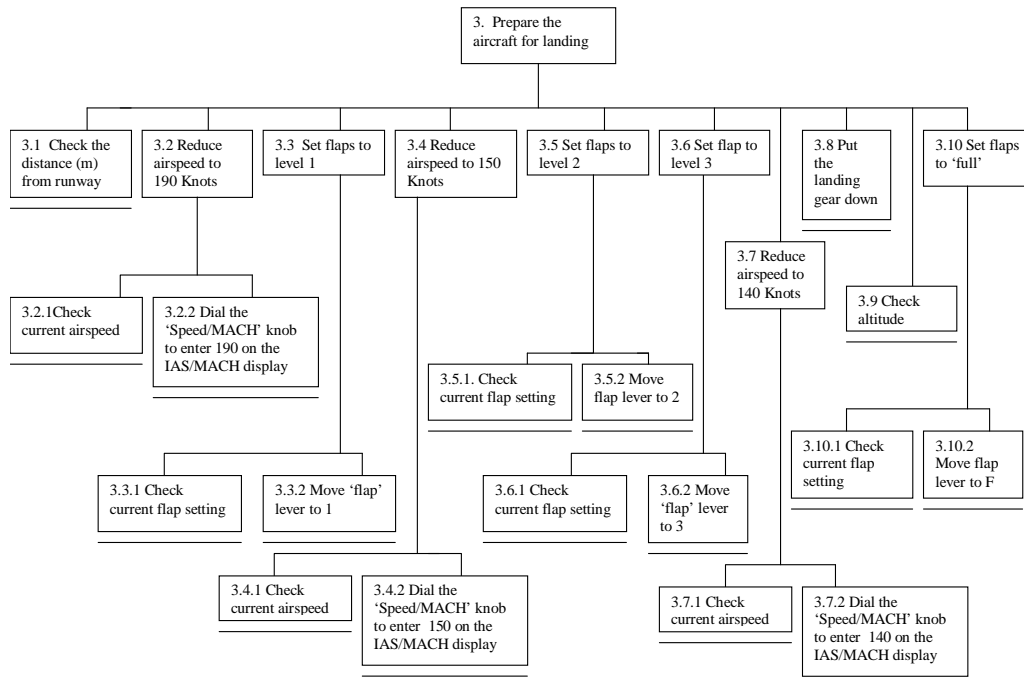 3. Prepare the
aircraft for landing
3.1 Check the
distance (m)
from runway
3.2 Reduce
airspeed to
190 Knots
3.3 Set flaps to
level 1
3.4 Reduce
airspeed to 150
Knots
3.5 Set flaps to
level 2
3.6 Set flap to
level 3
3.7 Reduce
airspeed to
140 Knots
3.8 Put
the
landing
gear down
3.9 Check
altitude
3.10 Set flaps
to ‘full’
3.2.1Check
current airspeed
3.2.2 Dial the
‘Speed/MACH’ knob
to enter 190 on the
IAS/MACH display
3.3.1 Check
current flap setting
3.3.2 Move ‘flap’
lever to 1
3.4.1 Check
current airspeed
3.4.2 Dial the
‘Speed/MACH’ knob
to enter 150 on the
IAS/MACH display
3.5.1. Check
current flap setting
3.5.2 Move
flap lever to 2
3.6.1 Check
current flap setting
3.6.2 Move
‘flap’ lever
to 3
3.7.1 Check
current airspeed
3.7.2 Dial the
‘Speed/MACH’ knob
to enter 140 on the
IAS/MACH display
3.10.1 Check
current flap
setting
3.10.2
Move flap
lever to F